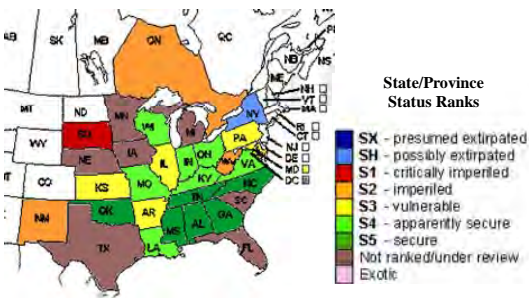 AB
SK
MB
ON
QC
NB
NS
ME
MT
ND
MN
WY
SD
WI
MI
NY
NH
VT
MA
RI
CT
NE
IA
PA
NJ
DE
MD
DC
CO
KS
MO
IL
IN
OH
WV
VA
KY
NM
OK
AR
TN
NC
SC
TX
LA
MS
AL
GA
FL
State/Province
Status Ranks
SX - presumed extirpated
SH - possibly extirpated
S1 - critically imperiled
S2 - imperiled
S3 - vulnerable
S4 - apparently secure
S5 - secure
Not ranked/under review
Exotic